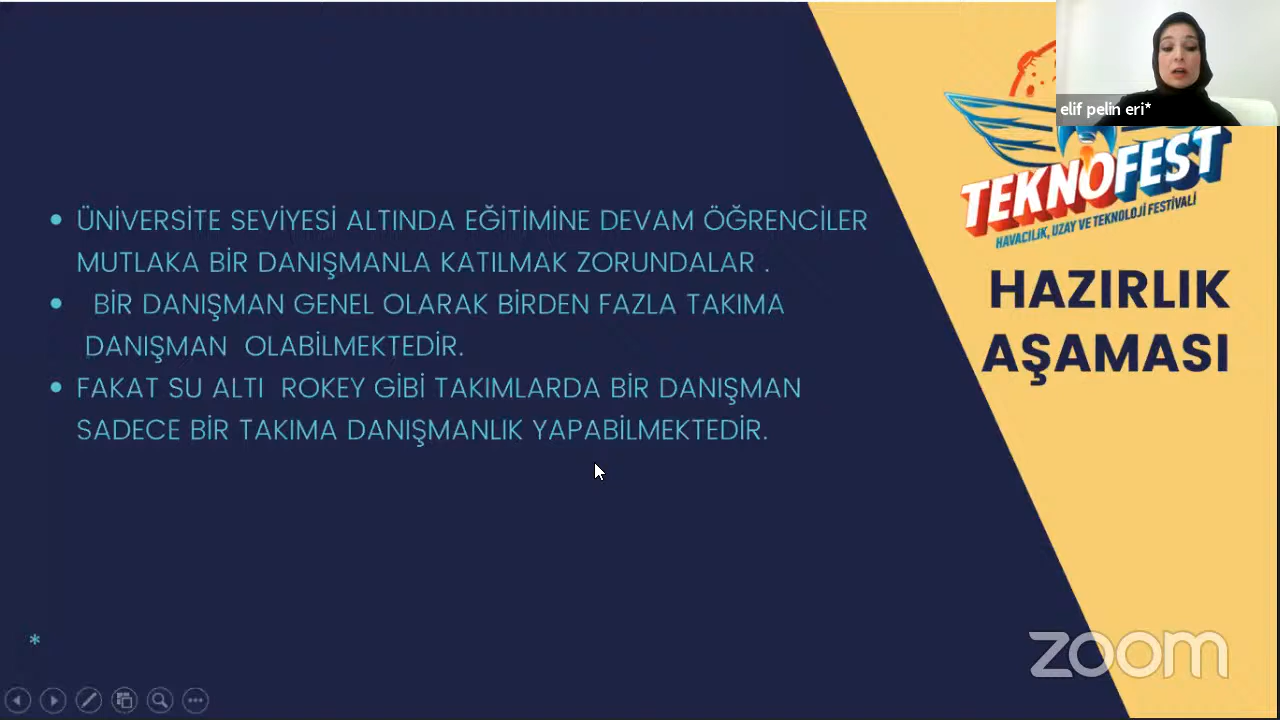 elif pelin eri*
TEKNOFEST
HAVACILIK, UZAY VE TEKNOLOJİ FESTİVALİ
HAZIRLIK
AŞAMASI
• ÜNİVERSİTE SEVİYESİ ALTINDA EĞİTİMİNE DEVAM ÖĞRENCİLER
MUTLAKA BİR DANIŞMANLA KATILMAK ZORUNDALAR .
• BİR DANIŞMAN GENEL OLARAK BİRDEN FAZLA TAKIMA
DANIŞMAN OLABİLMEKTEDİR.
• FAKAT SU ALTI ROKEY GİBİ TAKIMLARDA BİR DANIŞMAN
SADECE BİR TAKIMA DANIŞMANLIK YAPABİLMEKTEDİR.
*
zoom